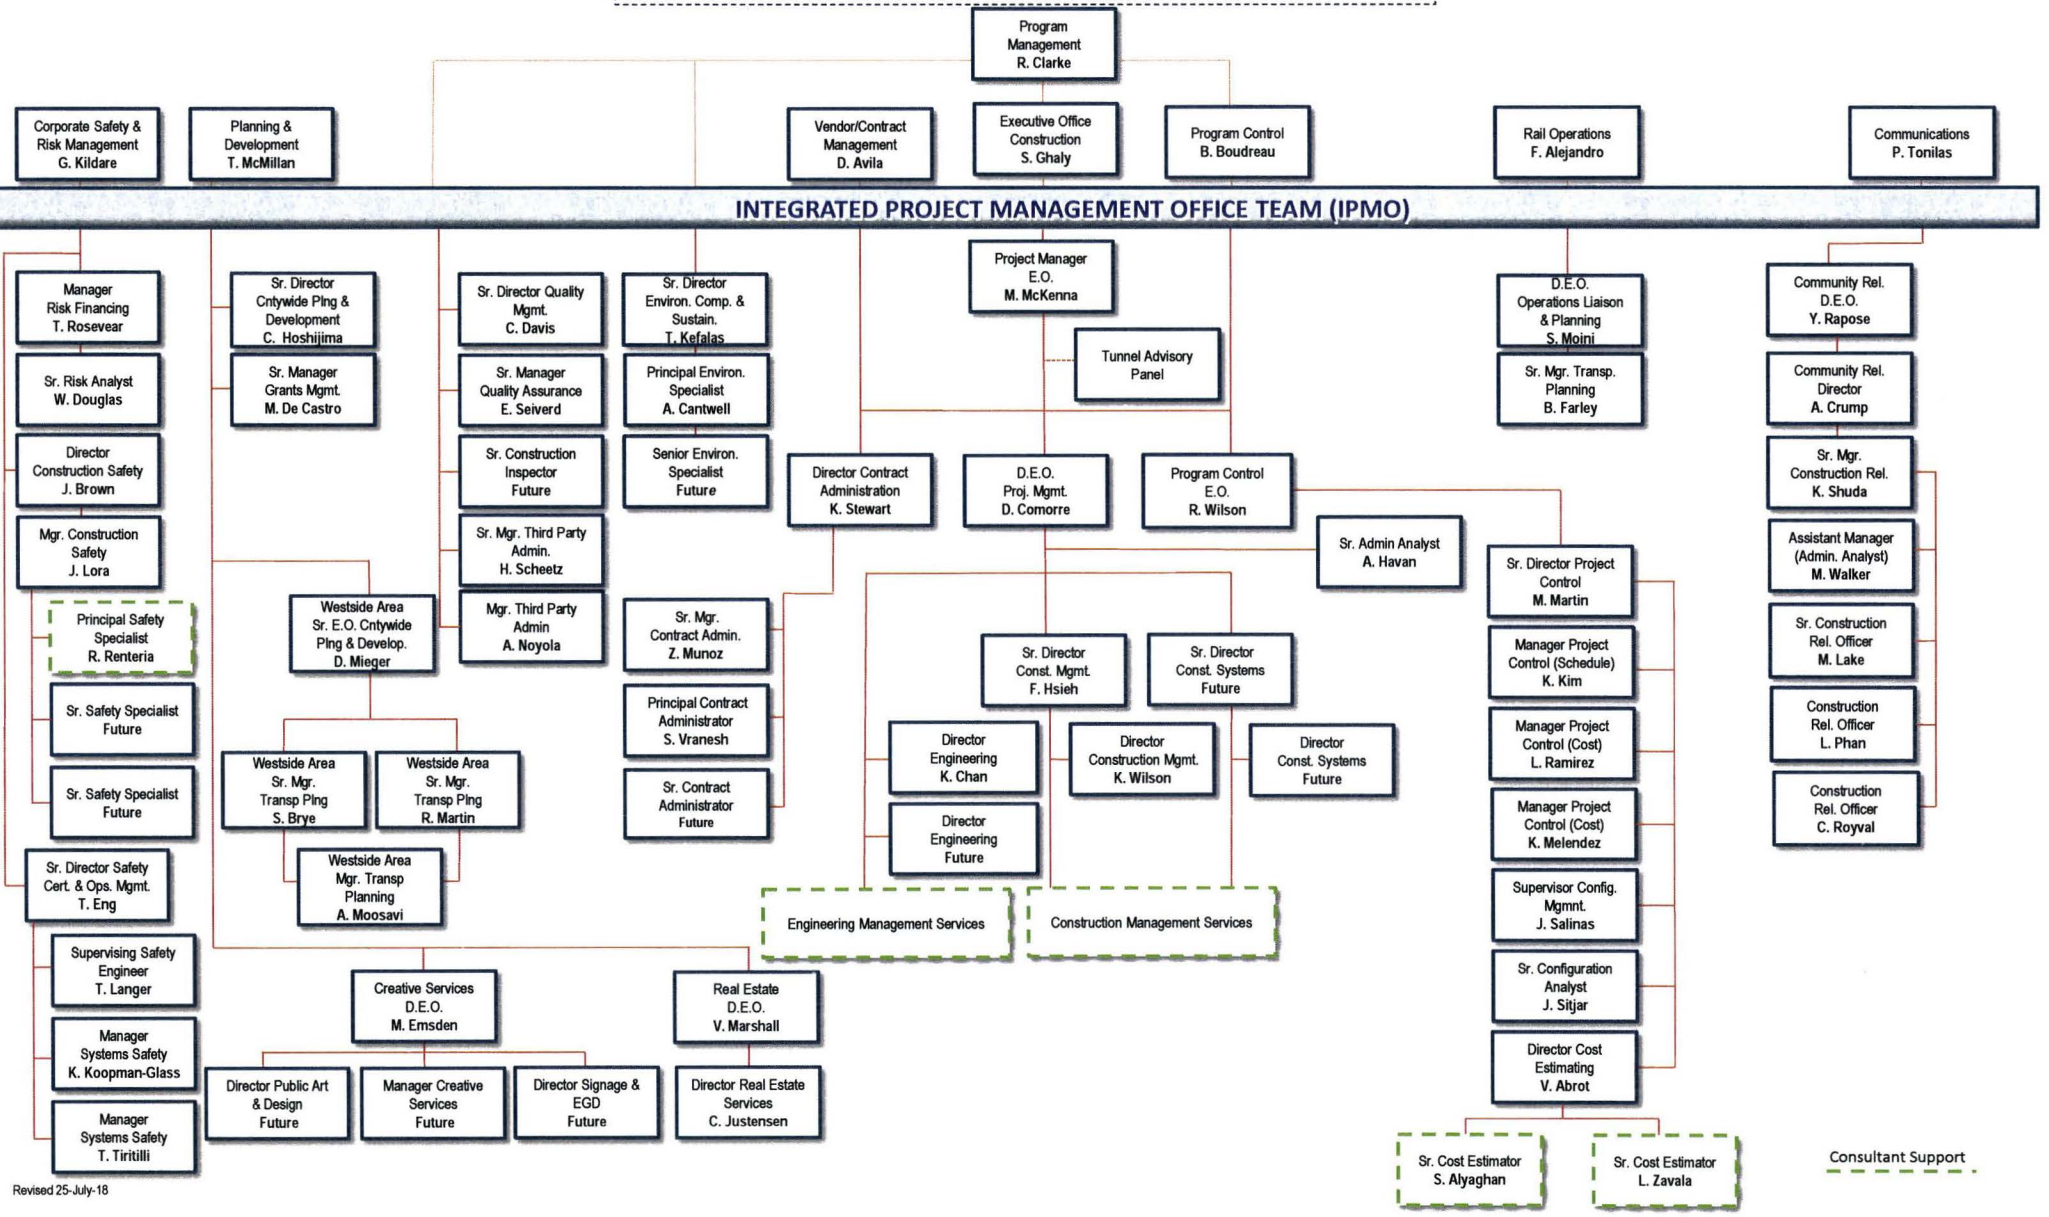 Program
Management
R. Clarke
Corporate Safety &
Risk Management
G. Kildare
Planning &
Development
T. McMillan
Vendor/Contract
Management
D. Avila
Executive Office
Construction
S. Ghaly
Program Control
B. Boudreau
Rail Operations
F. Alejandro
Communications
P. Tonilas
INTEGRATED PROJECT MANAGEMENT OFFICE TEAM (IPMO)
Manager
Risk Financing
T. Rosevear
Sr. Risk Analyst
W. Douglas
Director
Construction Safety
J. Brown
Mgr. Construction
Safety
J. Lora
Principal Safety
Specialist
R. Renteria
Sr. Safety Specialist
Future
Sr. Safety Specialist
Future
Sr. Director Safety
Cert. & Ops. Mgmt.
T. Eng
Supervising Safety
Engineer
T. Langer
Manager
Systems Safety
K. Koopman-Glass
Manager
Systems Safety
T. Tiritilli
Sr. Director
Cntywide Plng &
Development
C. Hoshijima
Sr. Manager
Grants Mgmt.
M. De Castro
Westside Area
Sr. E.O. Cntywide
Plng & Develop.
D. Mieger
Westside Area
Sr. Mgr.
Transp Plng
S. Brye
Westside Area
Sr. Mgr.
Transp Plng
R. Martin
Westside Area
Mgr. Transp
Planning
A. Moosavi
Creative Services
D.E.O.
M. Emsden
Director Public Art
& Design
Future
Manager Creative
Services
Future
Director Signage &
EGD
Future
Real Estate
D.E.O.
V. Marshall
Director Real Estate
Services
C. Justensen
Sr. Director Quality
Mgmt.
C. Davis
Sr. Manager
Quality Assurance
E. Seiverd
Sr. Construction
Inspector
Future
Sr. Mgr. Third Party
Admin.
H. Scheetz
Mgr. Third Party
Admin
A. Noyola
Sr. Director
Environ. Comp. &
Sustain.
T. Kefalas
Principal Environ.
Specialist
A. Cantwell
Senior Environ.
Specialist
Future
Director Contract
Administration
K. Stewart
Sr. Mgr.
Contract Admin.
Z. Munoz
Principal Contract
Administrator
S. Vranesh
Sr. Contract
Administrator
Future
Project Manager
E.O.
M. McKenna
Tunnel Advisory
Panel
D.E.O.
Proj. Mgmt.
D. Comorre
Program Control
E.O.
R. Wilson
Sr. Admin Analyst
A. Havan
Sr. Director
Const. Mgmt.
F. Hsieh
Sr. Director
Const. Systems
Future
Director
Engineering
K. Chan
Director
Construction Mgmt.
K. Wilson
Director
Const. Systems
Future
Director
Engineering
Future
Engineering Management Services
Construction Management Services
D.E.O.
Operations Liaison
& Planning
S. Moini
Sr. Mgr. Transp.
Planning
B. Farley
Sr. Director Project
Control
M. Martin
Manager Project
Control (Schedule)
K. Kim
Manager Project
Control (Cost)
L. Ramirez
Manager Project
Control (Cost)
K. Melendez
Supervisor Config.
Mgmnt.
J. Salinas
Sr. Configuration
Analyst
J. Sitjar
Director Cost
Estimating
V. Abrot
Sr. Cost Estimator
S. Alyaghan
Sr. Cost Estimator
L. Zavala
Community Rel.
D.E.O.
Y. Rapose
Community Rel.
Director
A. Crump
Sr. Mgr.
Construction Rel.
K. Shuda
Assistant Manager
(Admin. Analyst)
M. Walker
Sr. Construction
Rel. Officer
M. Lake
Construction
Rel. Officer
L. Phan
Construction
Rel. Officer
C. Royval
Consultant Support
Revised 25-July-18